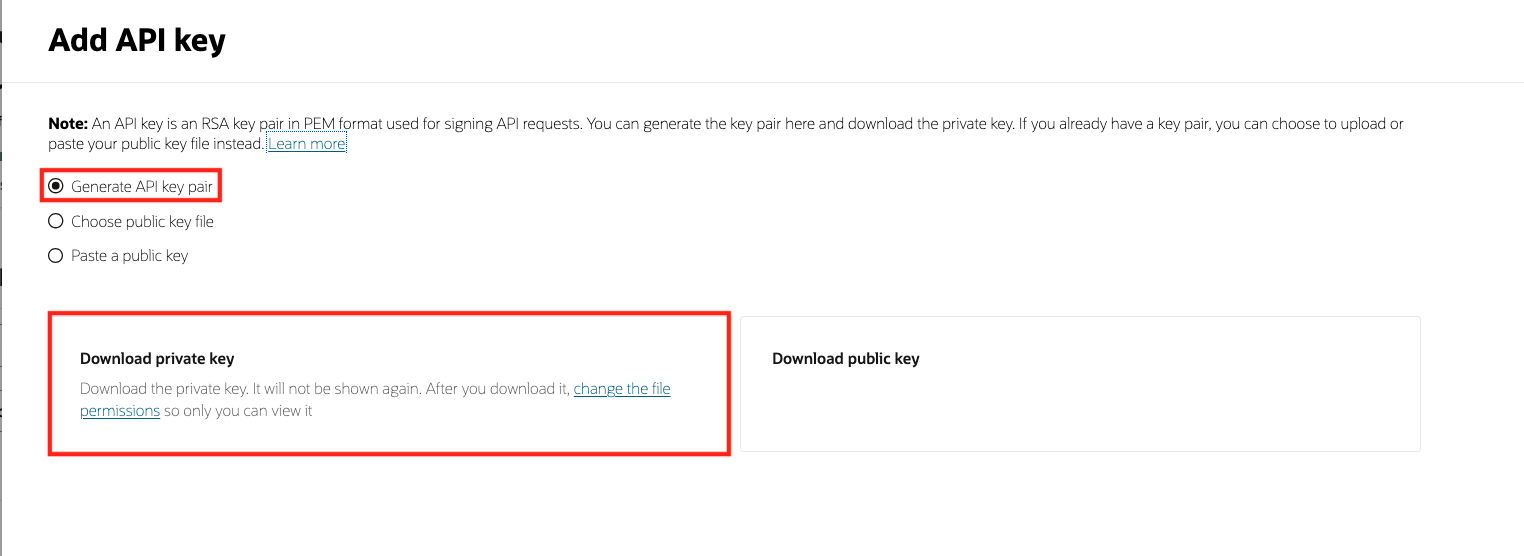 Add API key
Note: An API key is an RSA key pair in PEM format used for signing API requests. You can generate the key pair here and download the private key. If you already have a key pair, you can choose to upload or
paste your public key file instead. Learn more
Generate API key pair
Choose public key file
Paste a public key
Download private key
Download the private key. It will not be shown again. After you download it, change the file
permissions so only you can view it
Download public key